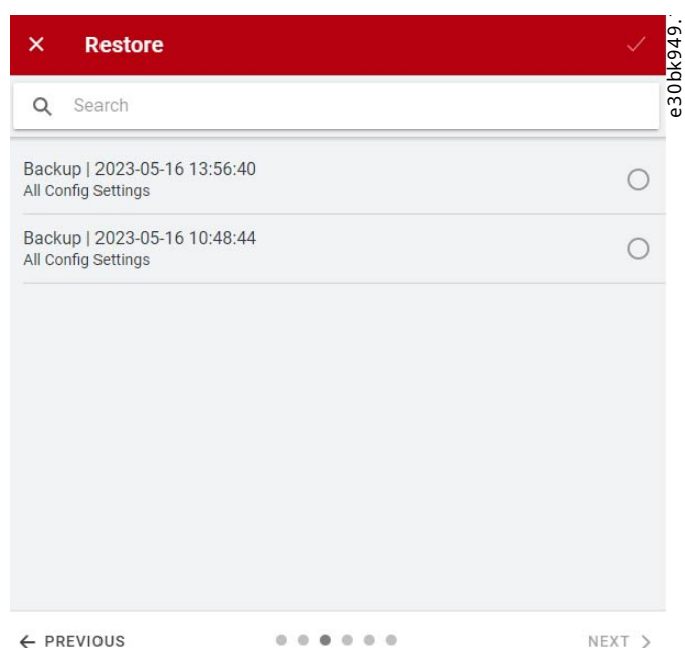 Restore
Search
Backup | 2023-05-16 13:56:40
All Config Settings
Backup | 2023-05-16 10:48:44
All Config Settings
PREVIOUS
NEXT
e30bk949.